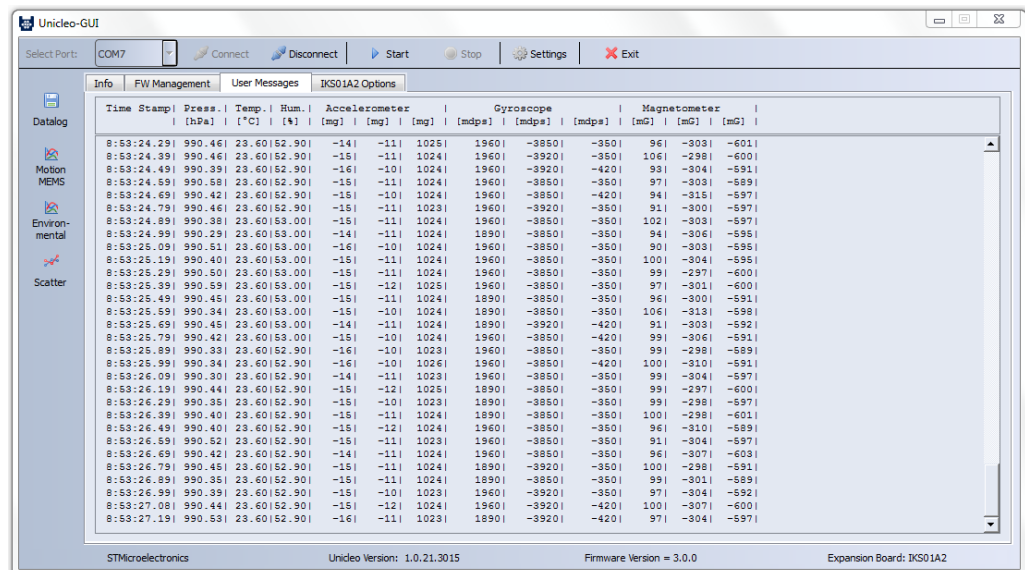 Unicleo-GUI
Select Port: COM7 Connect Disconnect Start Stop Settings Exit
Info FW Management User Messages IKS01A2 Options
Datalog
Motion
MEMS
Environ-
mental
Scatter
Time Stamp| Press.| Temp.| Hum.| Accelerometer | Gyroscope | Magnetometer |
| [hPa] | [°C] | [%] | [mg] | [mg] | [mg] | [mdps] | [mdps] | [mdps] | [mG] | [mG] | [mG] |
8:53:24.29| 990.46| 23.60|52.90| -14| -11| 1025| 1960| -3850| -350| 96| -303| -601|
8:53:24.39| 990.46| 23.60|52.90| -15| -11| 1024| 1960| -3920| -350| 106| -298| -600|
8:53:24.49| 990.39| 23.60|52.90| -16| -10| 1024| 1960| -3920| -420| 93| -304| -591|
8:53:24.59| 990.58| 23.60|52.90| -15| -11| 1024| 1960| -3850| -350| 97| -303| -589|
8:53:24.69| 990.42| 23.60|52.90| -15| -10| 1024| 1960| -3850| -420| 94| -315| -597|
8:53:24.79| 990.46| 23.60|52.90| -15| -11| 1023| 1960| -3920| -350| 91| -300| -597|
8:53:24.89| 990.38| 23.60|53.00| -15| -11| 1024| 1960| -3850| -350| 102| -303| -597|
8:53:24.99| 990.29| 23.60|53.00| -14| -11| 1024| 1890| -3850| -350| 94| -306| -595|
8:53:25.09| 990.51| 23.60|53.00| -16| -10| 1024| 1960| -3850| -350| 90| -303| -595|
8:53:25.19| 990.40| 23.60|53.00| -15| -11| 1024| 1960| -3850| -350| 100| -304| -595|
8:53:25.29| 990.50| 23.60|53.00| -15| -11| 1024| 1960| -3850| -350| 99| -297| -600|
8:53:25.39| 990.59| 23.60|53.00| -15| -12| 1025| 1960| -3850| -350| 97| -301| -600|
8:53:25.49| 990.45| 23.60|53.00| -15| -11| 1024| 1890| -3850| -350| 96| -300| -591|
8:53:25.59| 990.34| 23.60|53.00| -15| -10| 1024| 1890| -3850| -350| 106| -313| -598|
8:53:25.69| 990.45| 23.60|53.00| -14| -11| 1024| 1890| -3920| -420| 91| -303| -592|
8:53:25.79| 990.42| 23.60|53.00| -15| -10| 1024| 1960| -3850| -420| 99| -306| -591|
8:53:25.89| 990.33| 23.60|52.90| -16| -10| 1023| 1960| -3850| -350| 99| -298| -589|
8:53:25.99| 990.34| 23.60|52.90| -16| -10| 1026| 1960| -3850| -420| 100| -310| -591|
8:53:26.09| 990.30| 23.60|52.90| -14| -11| 1023| 1960| -3850| -350| 99| -304| -597|
8:53:26.19| 990.44| 23.60|52.90| -15| -12| 1025| 1890| -3850| -350| 99| -297| -600|
8:53:26.29| 990.35| 23.60|52.90| -15| -10| 1023| 1890| -3850| -350| 99| -298| -597|
8:53:26.39| 990.40| 23.60|52.90| -15| -11| 1024| 1890| -3850| -350| 100| -298| -601|
8:53:26.49| 990.40| 23.60|52.90| -15| -12| 1024| 1960| -3850| -350| 96| -310| -589|
8:53:26.59| 990.52| 23.60|52.90| -15| -11| 1023| 1960| -3850| -350| 91| -304| -597|
8:53:26.69| 990.42| 23.60|52.90| -14| -11| 1024| 1960| -3850| -350| 96| -307| -603|
8:53:26.79| 990.45| 23.60|52.90| -15| -11| 1024| 1890| -3920| -350| 100| -298| -591|
8:53:26.89| 990.35| 23.60|52.90| -15| -11| 1024| 1890| -3850| -350| 99| -301| -589|
8:53:26.99| 990.39| 23.60|52.90| -15| -10| 1023| 1960| -3920| -350| 97| -304| -592|
8:53:27.08| 990.44| 23.60|52.90| -15| -12| 1024| 1960| -3920| -420| 100| -307| -600|
8:53:27.19| 990.53| 23.60|52.90| -16| -11| 1023| 1890| -3920| -420| 97| -304| -597|
STMicroelectronics Unicleo Version: 1.0.21.3015 Firmware Version = 3.0.0 Expansion Board: IKS01A2